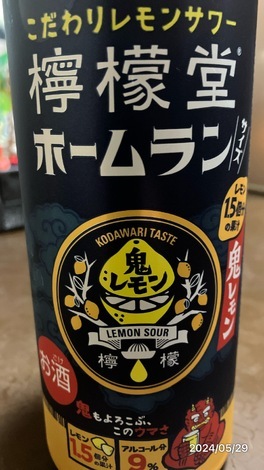 こだわりレモンサワー
檸檬堂®
ホームランサイズ
レモン
1.5個分
の果汁
鬼レモン
KODAWARI TASTE
鬼
レモン
LEMON SOUR
檸 檬
お酒
鬼もよろこぶ、
このウマさ
レモン
1.5個分
の果汁
アルコール分
9%
2024/05/29